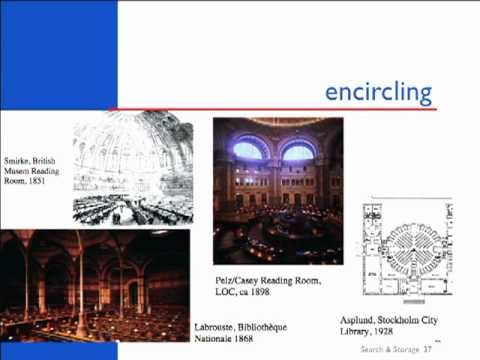 encircling
Smirke, British
Musem Reading
Room, 1851
Pelz/Casey Reading Room,
LOC, ca 1898
Labrouste, Bibliothèque
Nationale 1868
Asplund, Stockholm City
Library, 1928
Search & Storage 37